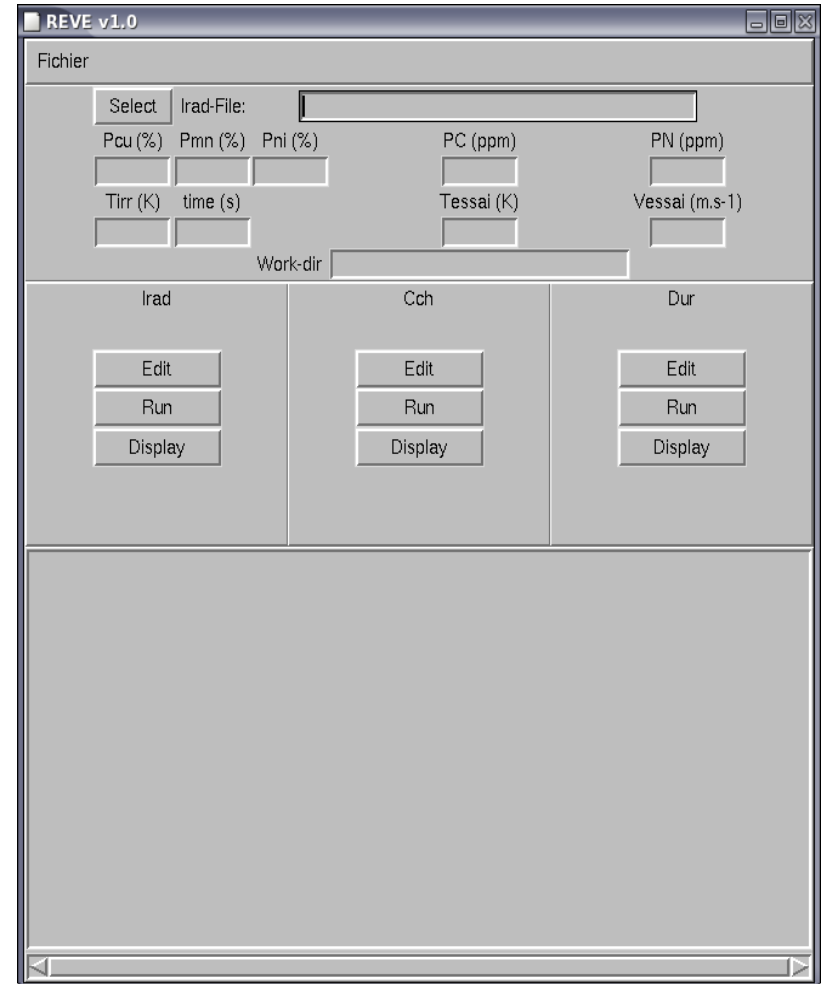 REVE v1.0
Fichier
Select Irad-File:
Pcu (%) Pmn (%) Pni (%) PC (ppm) PN (ppm)
Tirr (K) time (s) Tessai (K) Vessai (m.s-1)
Work-dir
Irad Cch Dur
Edit Edit Edit
Run Run Run
Display Display Display